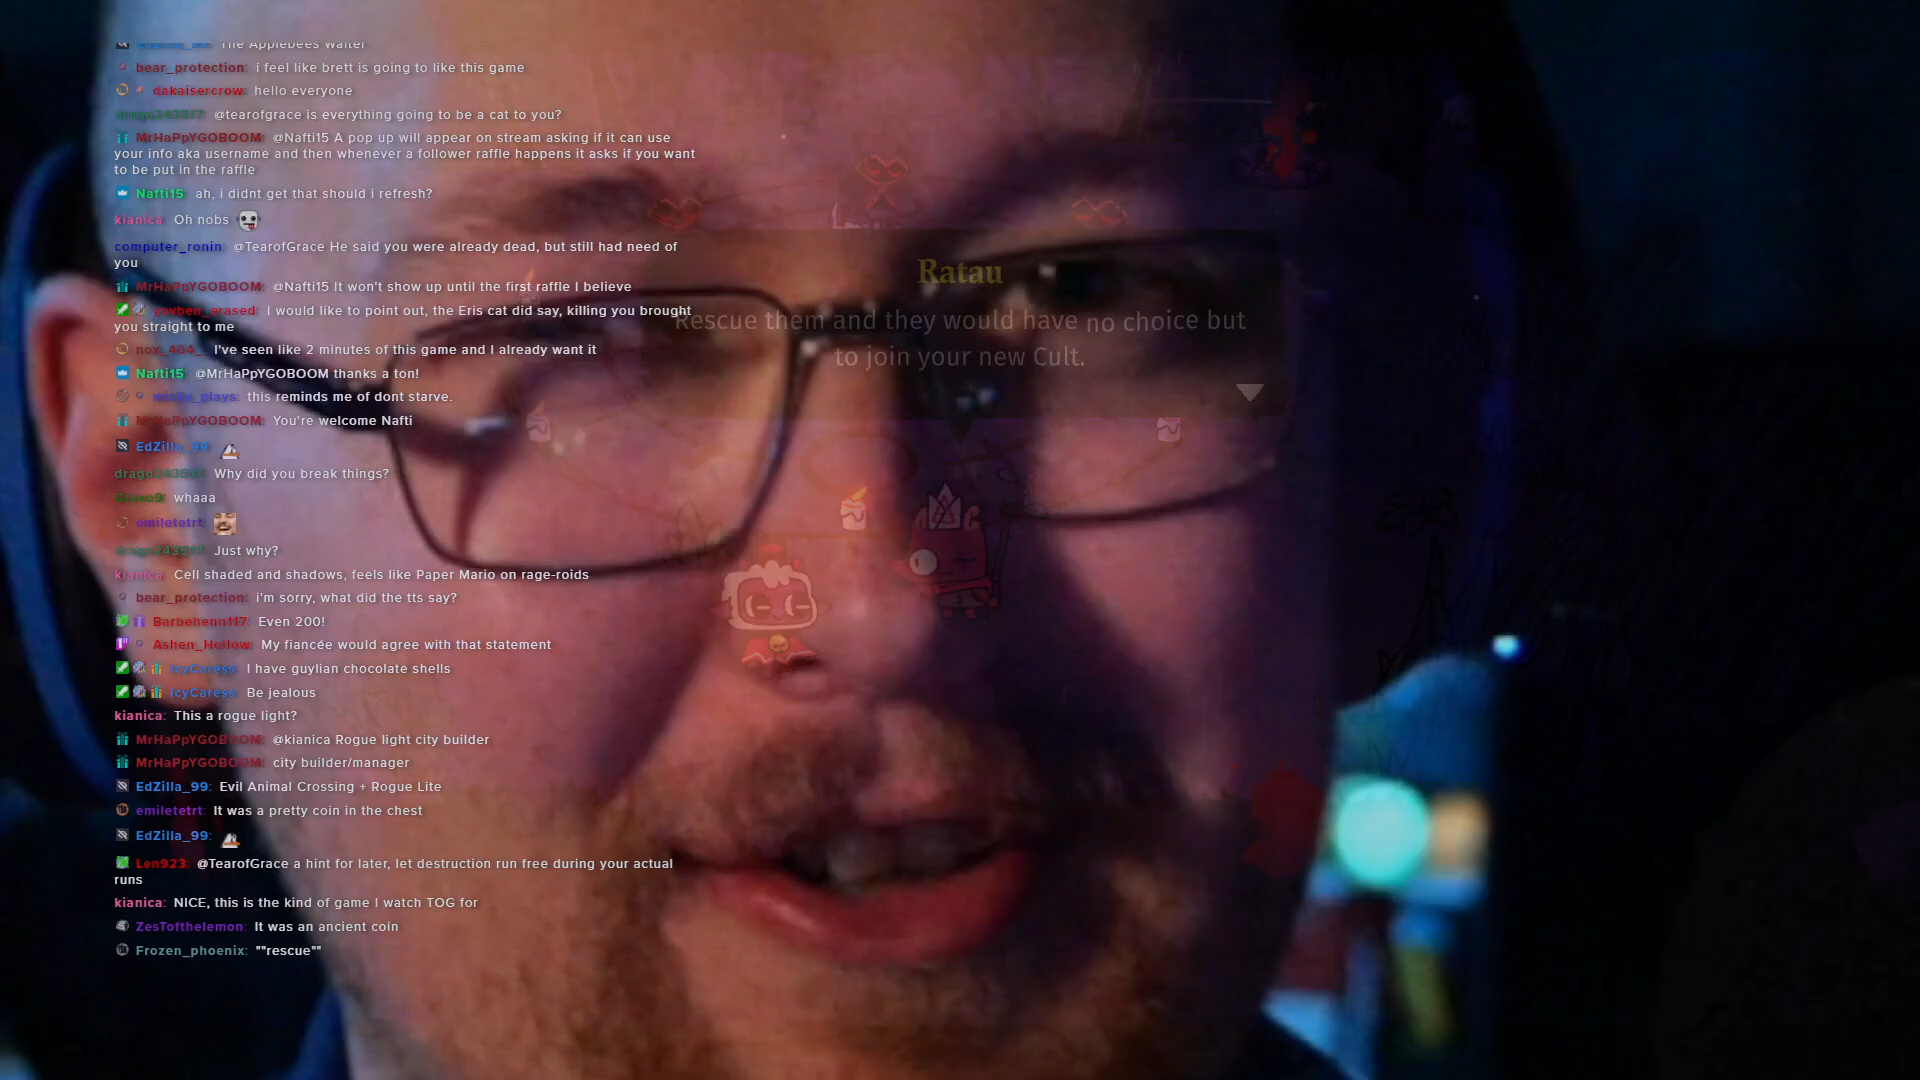 The Applebees Waiter
bear_protection: i feel like brett is going to like this game
dakaisercrow: hello everyone
@tearofgrace is everything going to be a cat to you?
MrHaPpYGOBOOM: @Nafti15 A pop up will appear on stream asking if it can use
your info aka username and then whenever a follower raffle happens it asks if you want
to be put in the raffle
Nafti15: ah, i didnt get that should i refresh?
kianica: Oh nobs
computer_ronin: @TearofGrace He said you were already dead, but still had need of
you
MrHaPpYGOBOOM: @Nafti15 It won't show up until the first raffle I believe
yayben_erased: I would like to point out, the Eris cat did say, killing you brought
you straight to me
nox_404_: I've seen like 2 minutes of this game and I already want it
Nafti15: @MrHaPpYGOBOOM thanks a ton!
this reminds me of dont starve.
MrHaPpYGOBOOM: You're welcome Nafti
EdZilla_99:
Why did you break things?
whaaa
emiletetrt:
Just why?
kianica: Cell shaded and shadows, feels like Paper Mario on rage-roids
bear_protection: i'm sorry, what did the tts say?
Barbehenn117: Even 200!
Ashen_Hollow: My fiancée would agree with that statement
IcyCaress: I have guylian chocolate shells
IcyCaress: Be jealous
kianica: This a rogue light?
MrHaPpYGOBOOM: @kianica Rogue light city builder
MrHaPpYGOBOOM: city builder/manager
EdZilla_99: Evil Animal Crossing + Rogue Lite
emiletetrt: It was a pretty coin in the chest
EdZilla_99:
Len923: @TearofGrace a hint for later, let destruction run free during your actual
runs
kianica: NICE, this is the kind of game I watch TOG for
ZesTofthelemon: It was an ancient coin
Frozen_phoenix: ""rescue""
Ratau
Rescue them and they would have no choice but
to join your new Cult.